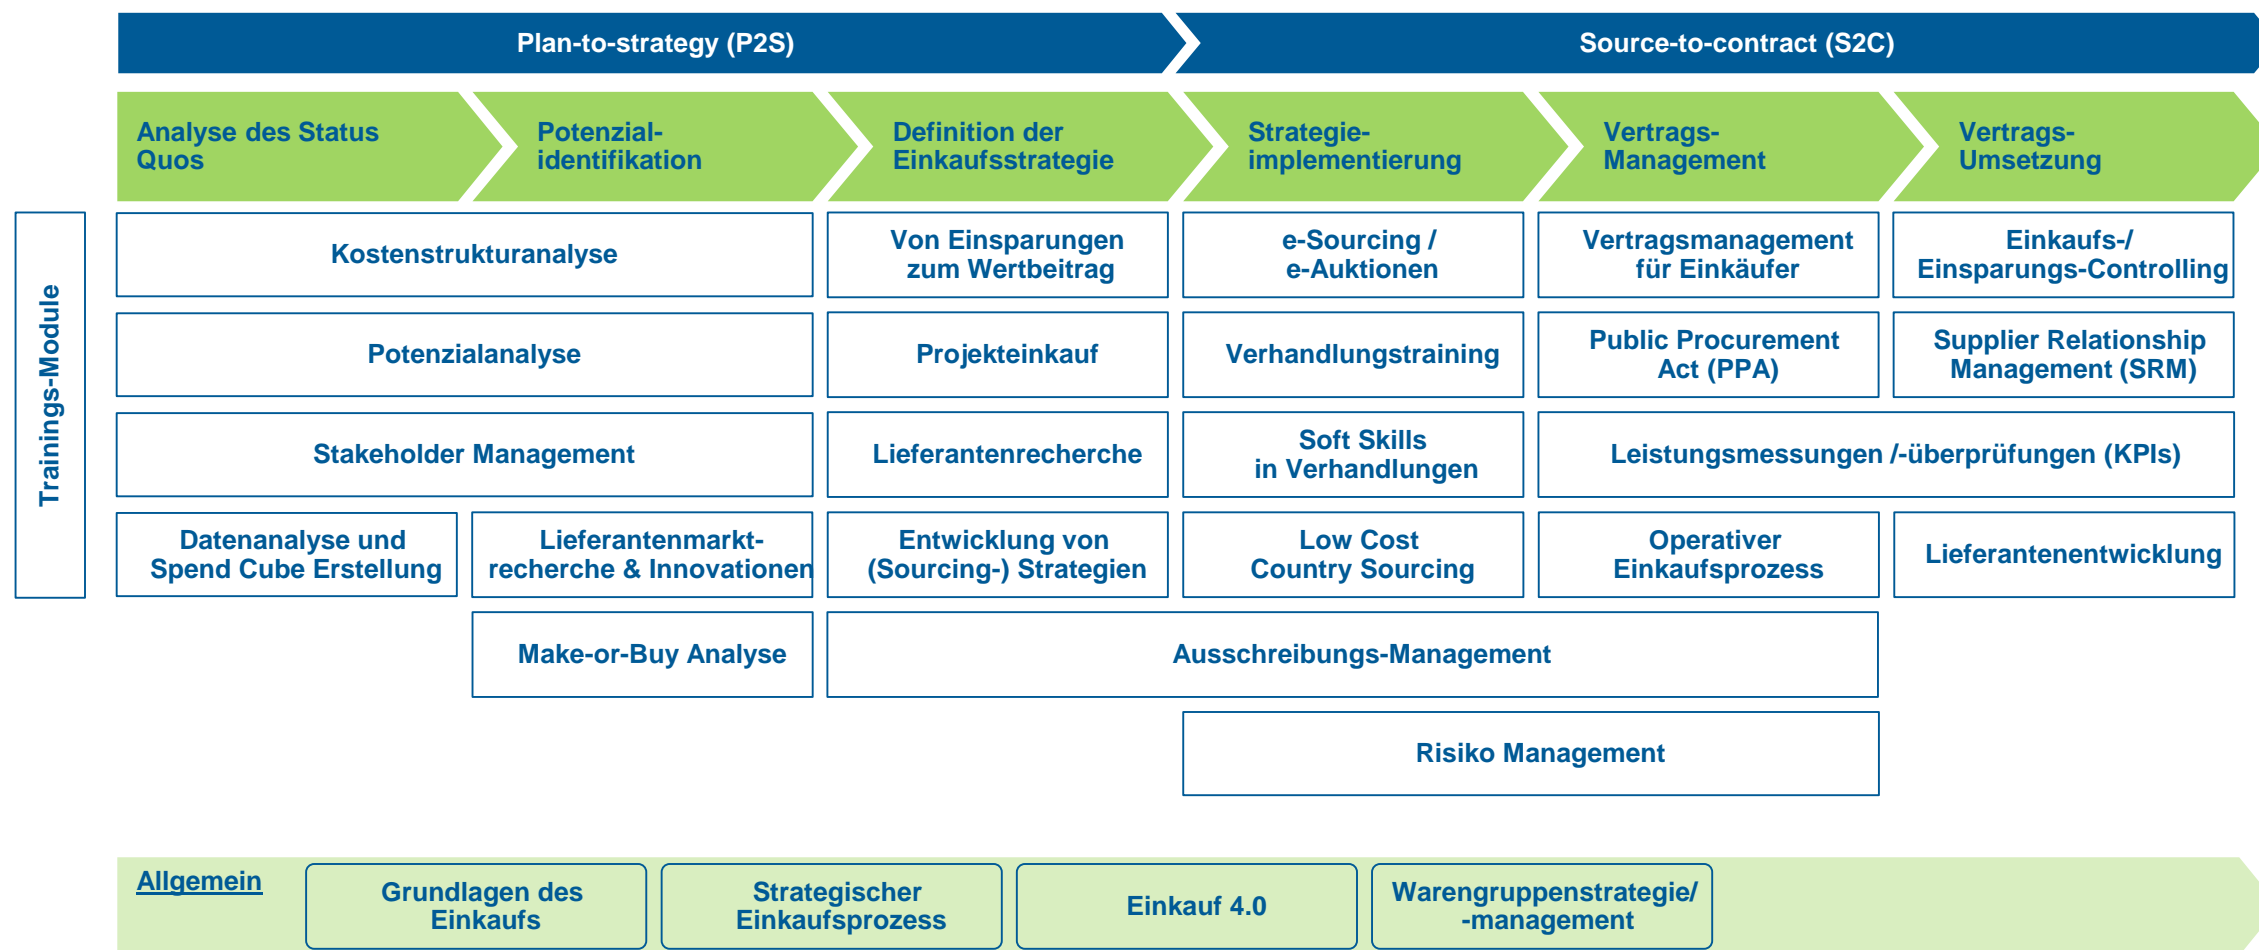 Plan-to-strategy (P2S)
Source-to-contract (S2C)
Analyse des Status
Quos
Potenzial-
identifikation
Definition der
Einkaufsstrategie
Strategie-
implementierung
Vertrags-
Management
Vertrags-
Umsetzung
Trainings-Module
Kostenstrukturanalyse
Von Einsparungen
zum Wertbeitrag
e-Sourcing /
e-Auktionen
Vertragsmanagement
für Einkäufer
Einkaufs-/
Einsparungs-Controlling
Potenzialanalyse
Projekteinkauf
Verhandlungstraining
Public Procurement
Act (PPA)
Supplier Relationship
Management (SRM)
Stakeholder Management
Lieferantenrecherche
Soft Skills
in Verhandlungen
Leistungsmessungen /-überprüfungen (KPIs)
Datenanalyse und
Spend Cube Erstellung
Lieferantenmarkt-
recherche & Innovationen
Entwicklung von
(Sourcing-) Strategien
Low Cost
Country Sourcing
Operativer
Einkaufsprozess
Lieferantenentwicklung
Make-or-Buy Analyse
Ausschreibungs-Management
Risiko Management
Allgemein
Grundlagen des
Einkaufs
Strategischer
Einkaufsprozess
Einkauf 4.0
Warengruppenstrategie/
-management